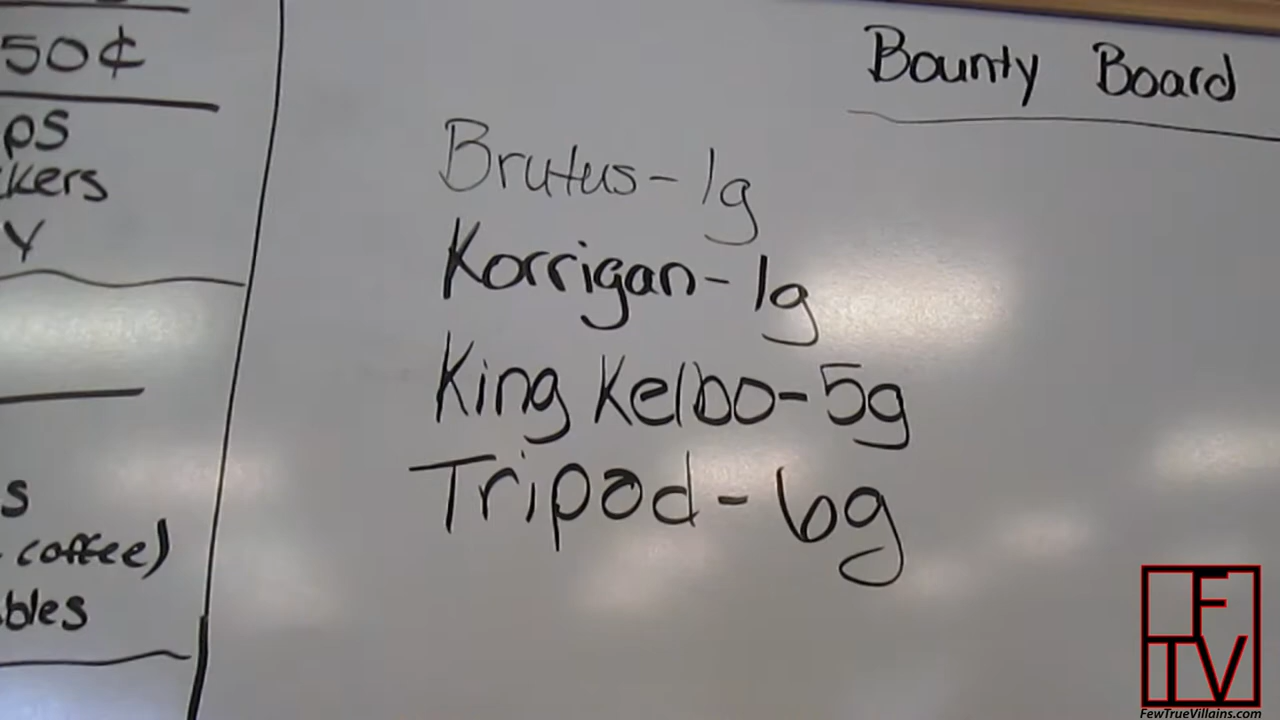 50¢
ps
kers
y
s
coffee)
bles
Bounty Board
Brutus-1g
Korrigan-1g
King Kelbo-5g
Tripod-6g
FTV
FewTrueVillains.com